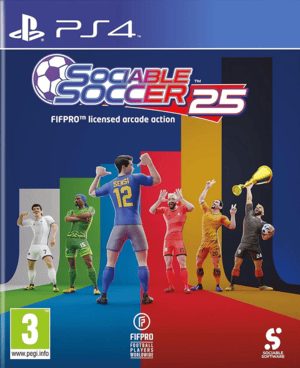 PS4
SOCIABLE
SOCCER 25
TM
FIFPRO™ licensed arcade action
SENSI
12
3
www.pegi.info
FIFPRO
FOOTBALL
PLAYERS
WORLDWIDE
SOCIABLE
SOFTWARE